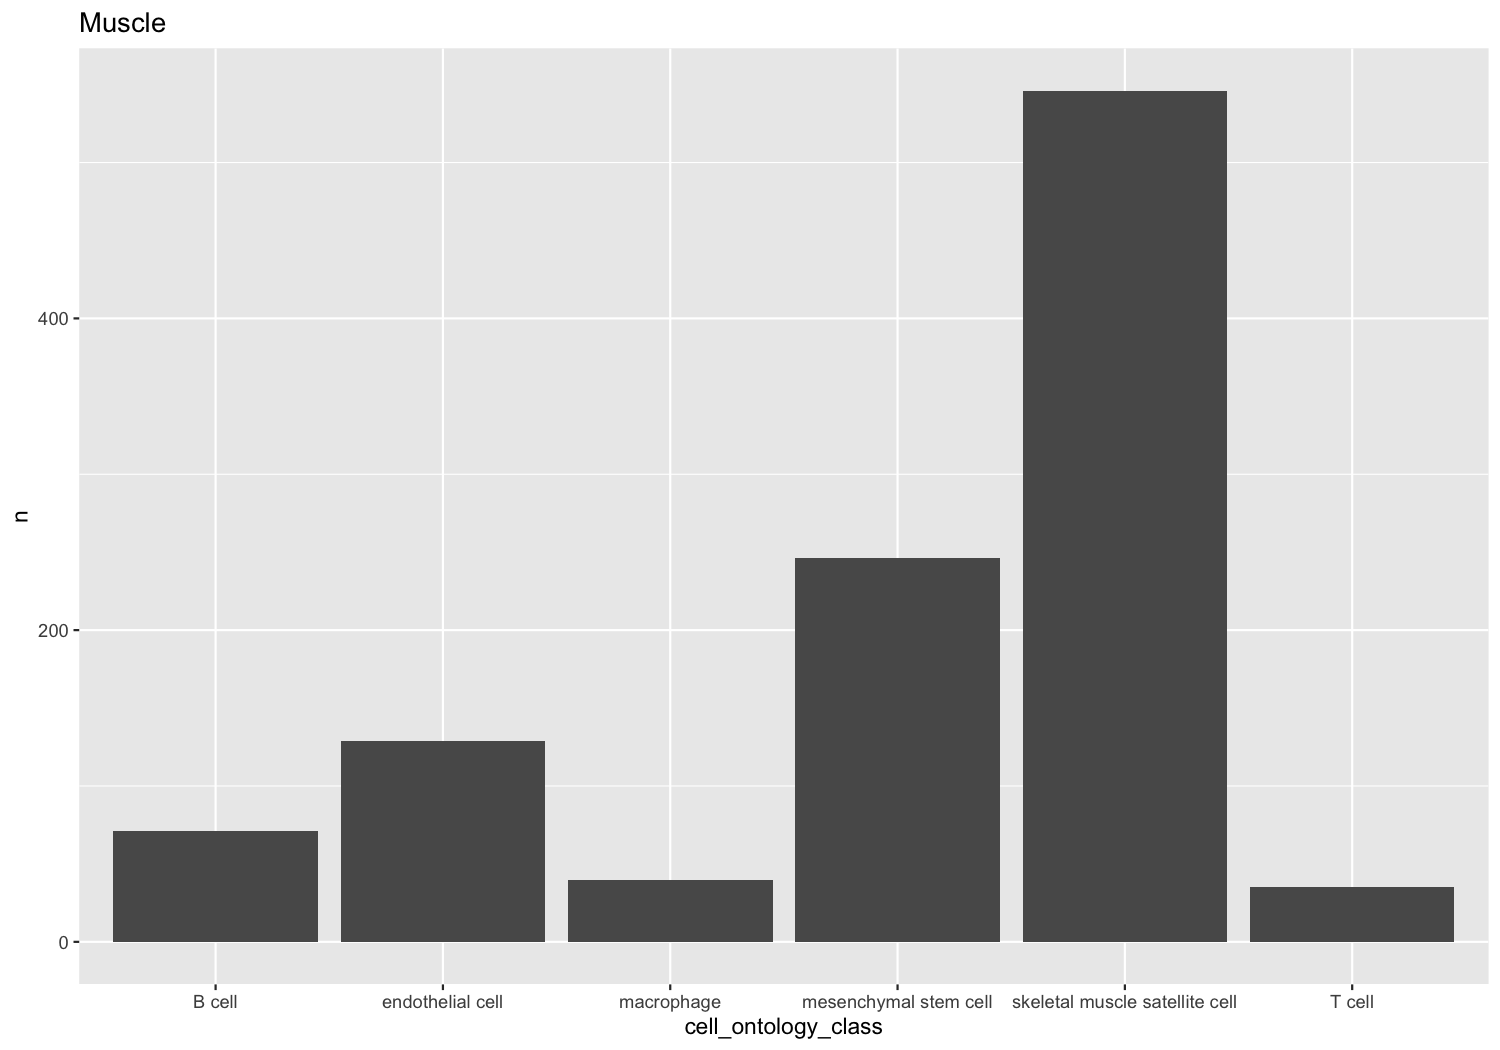 Muscle
n
400
200
0
B cell
endothelial cell
macrophage
mesenchymal stem cell
skeletal muscle satellite cell
T cell
cell_ontology_class